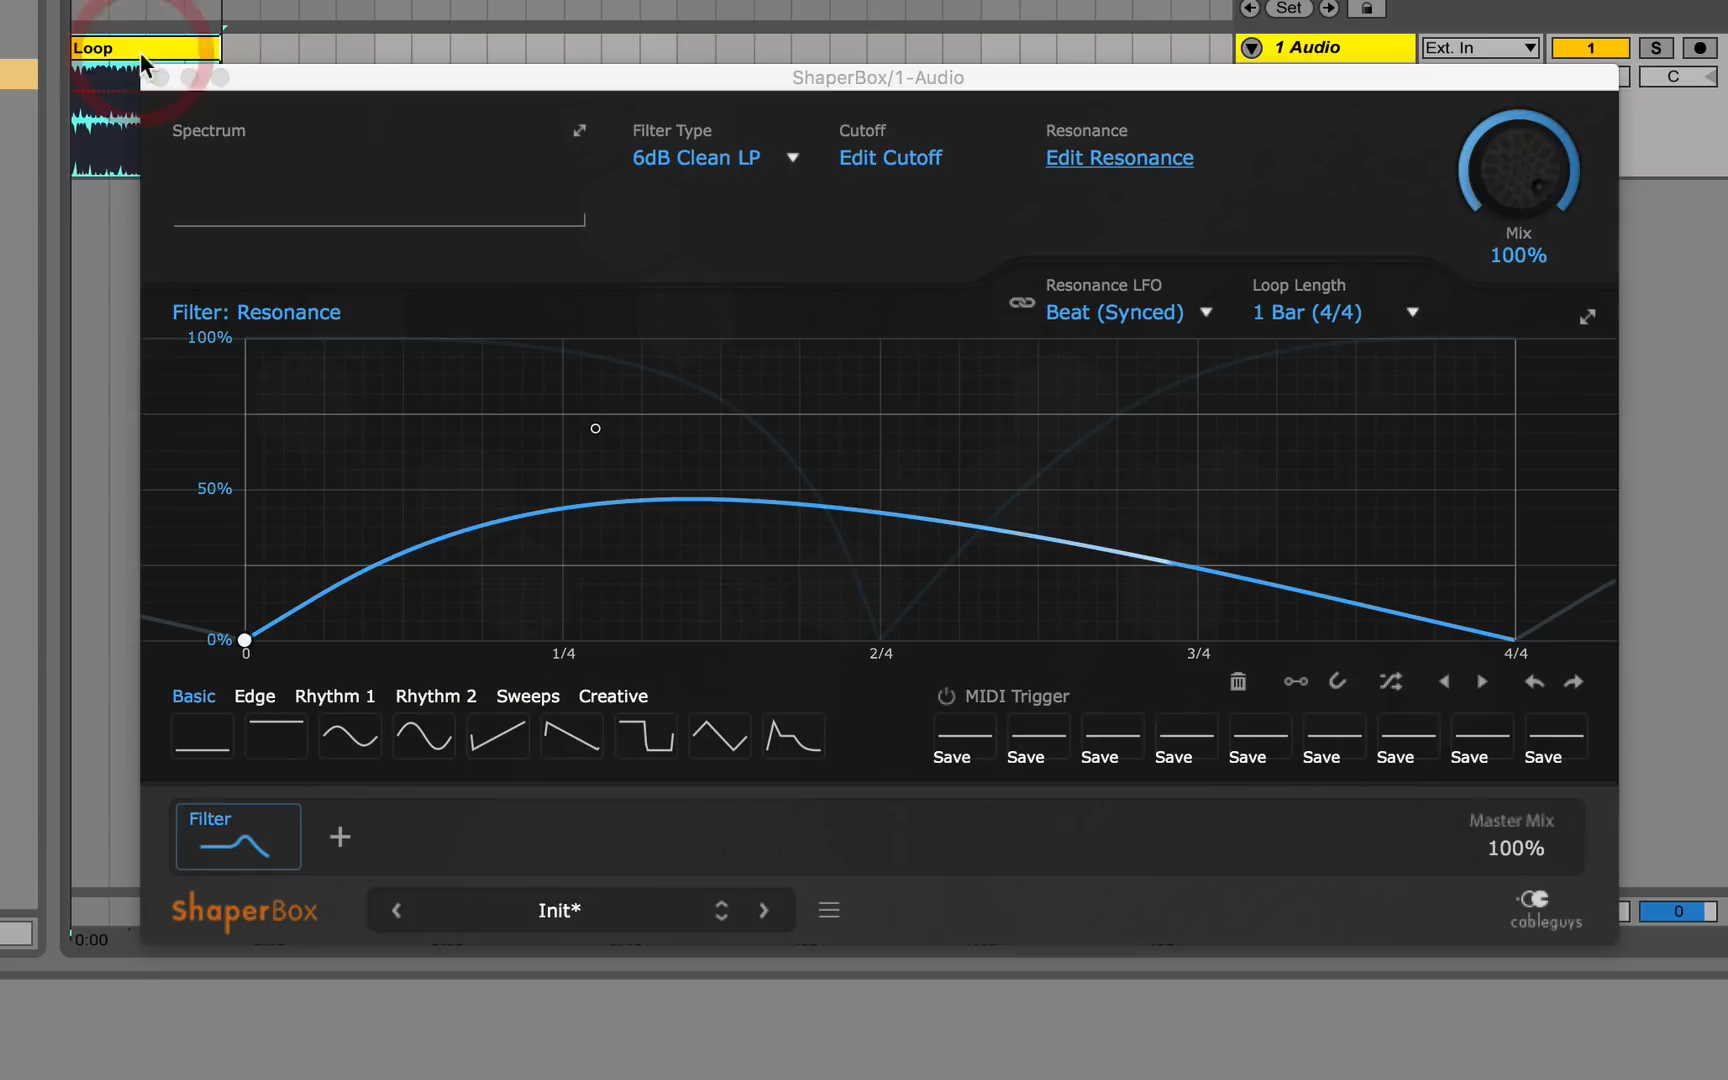 Set
Loop
1 Audio
Ext. In
1
S
C
ShaperBox/1-Audio
Spectrum
Filter Type
Cutoff
Resonance
6dB Clean LP
Edit Cutoff
Edit Resonance
Mix
100%
Resonance LFO
Loop Length
Filter: Resonance
Beat (Synced)
1 Bar (4/4)
100%
50%
0%
0
1/4
2/4
3/4
4/4
Basic
Edge
Rhythm 1
Rhythm 2
Sweeps
Creative
MIDI Trigger
Save
Save
Save
Save
Save
Save
Save
Save
Save
Filter
Master Mix
100%
ShaperBox
Init*
cableguys
0
0:00